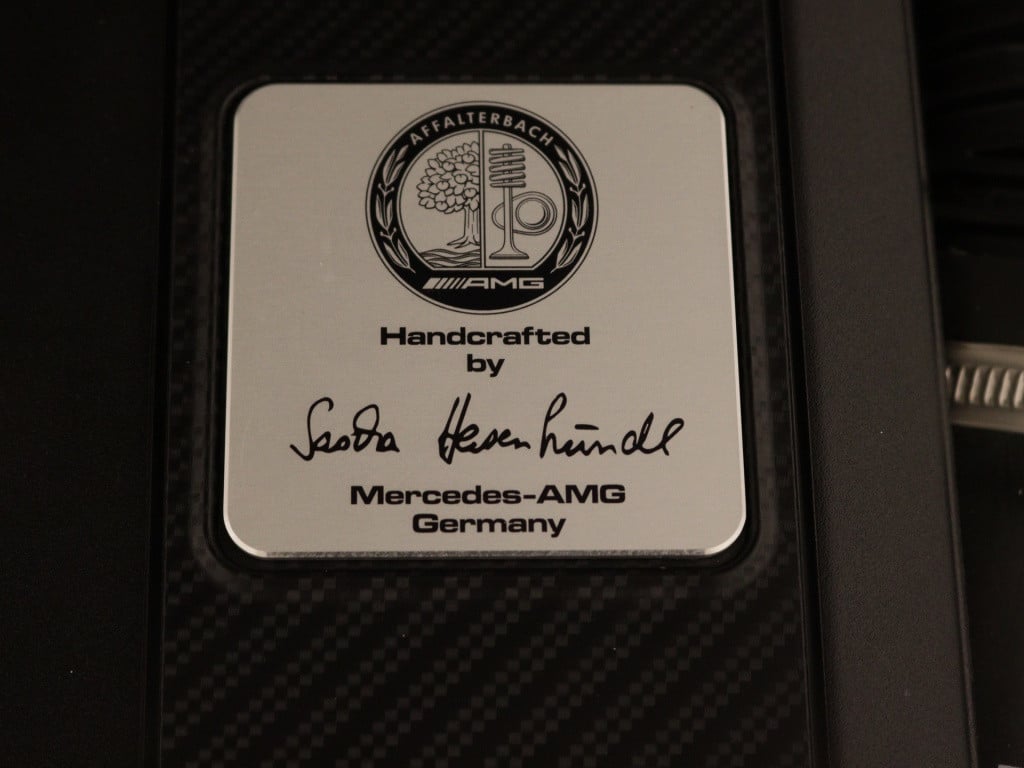 AFFALTERBACH
AMG
Handcrafted
by
Mercedes-AMG
Germany